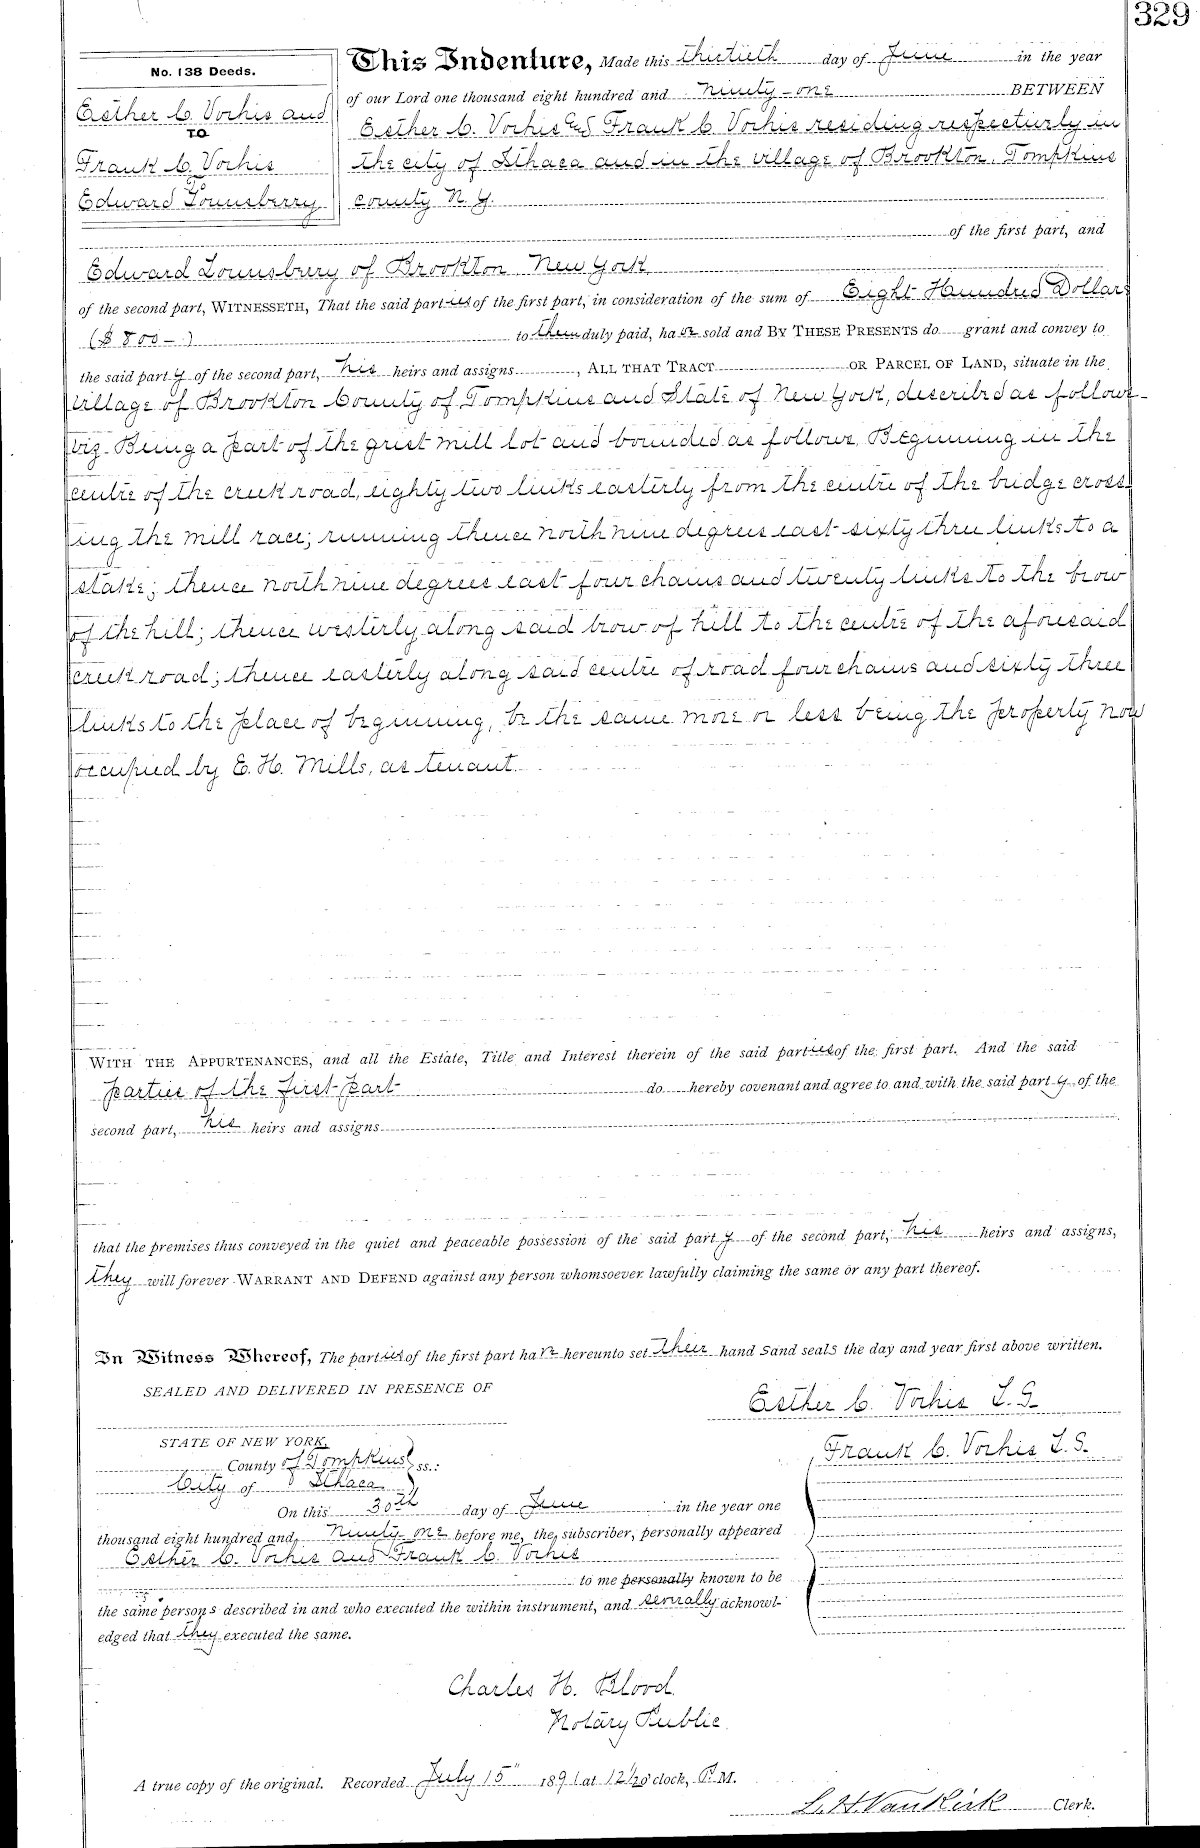 329
No. 138 Deeds.
Esther C. Vorhis and
TO
Frank C. Vorhis
To
Edward Lounsberry
This Indenture, Made this thirtieth day of June in the year
of our Lord one thousand eight hundred and ninety-one BETWEEN
Esther C. Vorhis and Frank C. Vorhis residing respectively in
the city of Ithaca and in the village of Brookton, Tompkins
county N.Y.
of the first part, and
Edward Lounsbury of Brookton New York
of the second part, WITNESSETH, That the said parties of the first part, in consideration of the sum of Eight Hundred Dollars
($800-) to them duly paid, have sold and BY THESE PRESENTS do grant and convey to
the said party of the second part, his heirs and assigns, ALL THAT TRACT OR PARCEL OF LAND, situate in the
Village of Brookton County of Tompkins and State of New York, described as follows-
viz. Being a part of the grist mill lot and bounded as follows, Beginning in the
centre of the creek road, eighty two links easterly from the centre of the bridge cross-
ing the mill race; running thence north nine degrees east sixty three links to a
stake; thence north nine degrees east four chains and twenty links to the brow
of the hill; thence westerly along said brow of hill to the centre of the aforesaid
creek road; thence easterly along said centre of road four chains and sixty three
links to the place of beginning, be the same more or less being the property now
occupied by E. H. Mills, as tenant.
WITH THE APPURTENANCES, and all the Estate, Title and Interest therein of the said parties of the first part. And the said
parties of the first part do hereby covenant and agree to and with the said party of the
second part, his heirs and assigns
that the premises thus conveyed in the quiet and peaceable possession of the said party of the second part, his heirs and assigns,
they will forever WARRANT AND DEFEND against any person whomsoever lawfully claiming the same or any part thereof.
In Witness Whereof, The parties of the first part have hereunto set their hands and seals the day and year first above written.
SEALED AND DELIVERED IN PRESENCE OF
Esther C. Vorhis L.S.
Frank C. Vorhis L.S.
STATE OF NEW YORK,
County of Tompkins ss.:
City of Ithaca
On this 30th day of June in the year one
thousand eight hundred and ninety one before me, the subscriber, personally appeared
Esther C. Vorhis and Frank C. Vorhis
to me personally known to be
the same persons described in and who executed the within instrument, and severally acknowl-
edged that they executed the same.
Charles H. Blood
Notary Public
A true copy of the original. Recorded July 15" 1891 at 12 1/2 o'clock, P. M.
L. H. VanKirk Clerk.